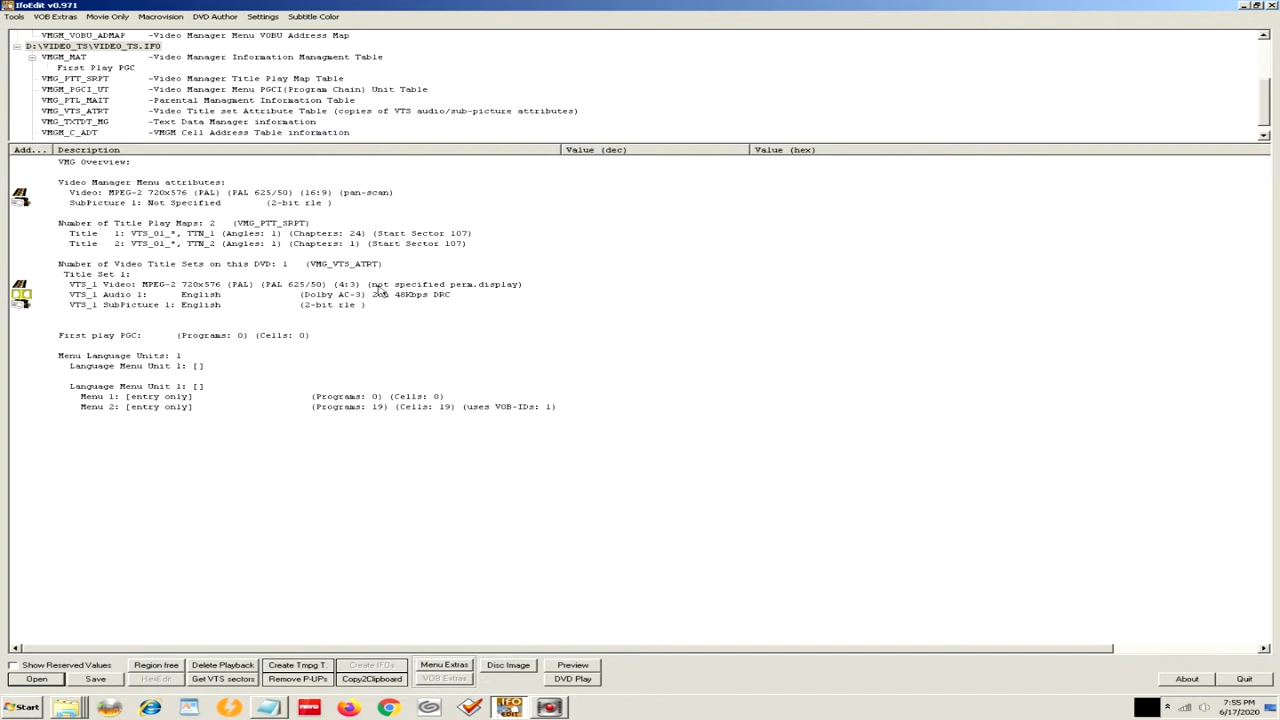 IfoEdit v0.971
Tools VOB Extras Movie Only Macrovision DVD Author Settings Subtitle Color
VMGM_VOBU_ADMAP -Video Manager Menu VOBU Address Map
D:\VIDEO_TS\VIDEO_TS.IFO
VMGM_MAT -Video Manager Information Managment Table
First Play PGC
VMG_PTT_SRPT -Video Manager Title Play Map Table
VMGM_PGCI_UT -Video Manager Menu PGCI(Program Chain) Unit Table
VMG_PTL_MAIT -Parental Managment Information Table
VMG_VTS_ATRT -Video Title set Attribute Table (copies of VTS audio/sub-picture attributes)
VMG_TXTDT_MG -Text Data Manager information
VMGM_C_ADT -VMGM Cell Address Table information
Add... Description Value (dec) Value (hex)
VMG Overview:
Video Manager Menu attributes:
Video: MPEG-2 720x576 (PAL) (PAL 625/50) (16:9) (pan-scan)
SubPicture 1: Not Specified (2-bit rle )
Number of Title Play Maps: 2 (VMG_PTT_SRPT)
Title 1: VTS_01_*, TTN_1 (Angles: 1) (Chapters: 24) (Start Sector 107)
Title 2: VTS_01_*, TTN_2 (Angles: 1) (Chapters: 1) (Start Sector 107)
Number of Video Title Sets on this DVD: 1 (VMG_VTS_ATRT)
Title Set 1:
VTS_1 Video: MPEG-2 720x576 (PAL) (PAL 625/50) (4:3) (not specified perm.display)
VTS_1 Audio 1: English (Dolby AC-3) 48Kbps DRC
VTS_1 SubPicture 1: English (2-bit rle )
First play PGC: (Programs: 0) (Cells: 0)
Menu Language Units: 1
Language Menu Unit 1: []
Language Menu Unit 1: []
Menu 1: [entry only] (Programs: 0) (Cells: 0)
Menu 2: [entry only] (Programs: 19) (Cells: 19) (uses VOB-IDs: 1)
Show Reserved Values Region free Delete Playback Create Tmpg T. Create IFOs Menu Extras Disc Image Preview
Open Save HexEdit Get VTS sectors Remove P-UPs Copy2Clipboard VOB Extras DVD Play About Quit
Start nero IFO EDIT 7:55 PM
6/17/2020